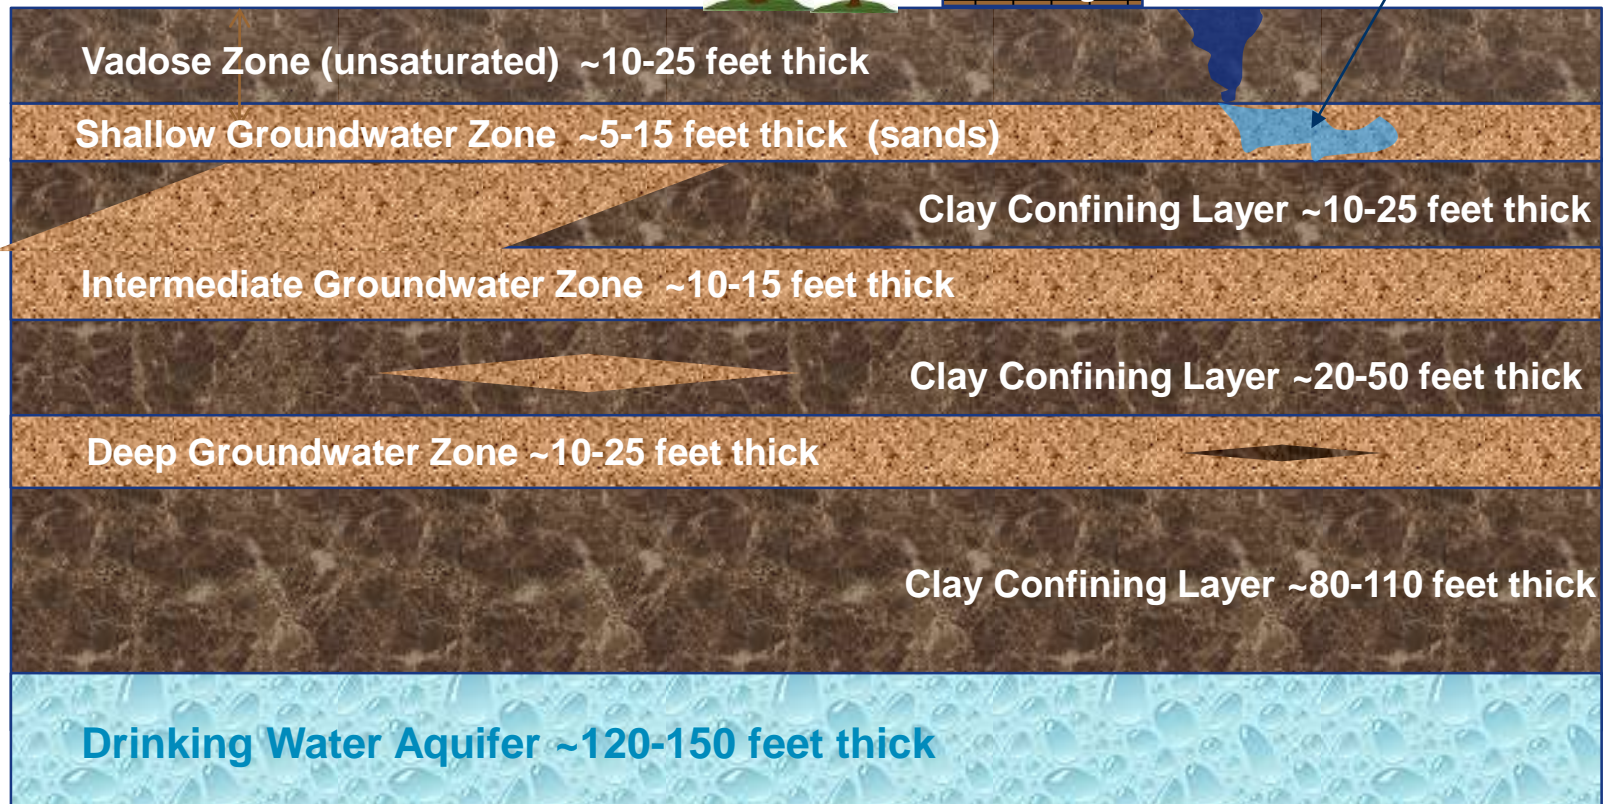 Vadose Zone (unsaturated) ~10-25 feet thick
Shallow Groundwater Zone ~5-15 feet thick (sands)
Clay Confining Layer ~10-25 feet thick
Intermediate Groundwater Zone ~10-15 feet thick
Clay Confining Layer ~20-50 feet thick
Deep Groundwater Zone ~10-25 feet thick
Clay Confining Layer ~80-110 feet thick
Drinking Water Aquifer ~120-150 feet thick